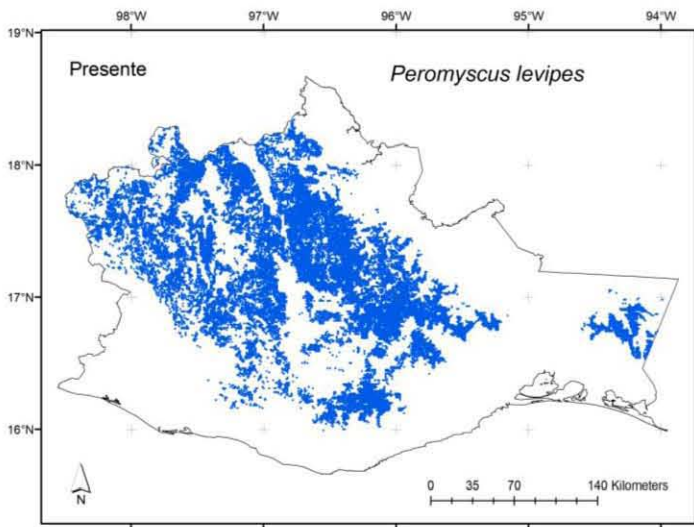 98°W 97°W 96°W 95°W 94°W
19°N
Presente Peromyscus levipes
18°N
17°N
16°N
N
0 35 70 140 Kilometers